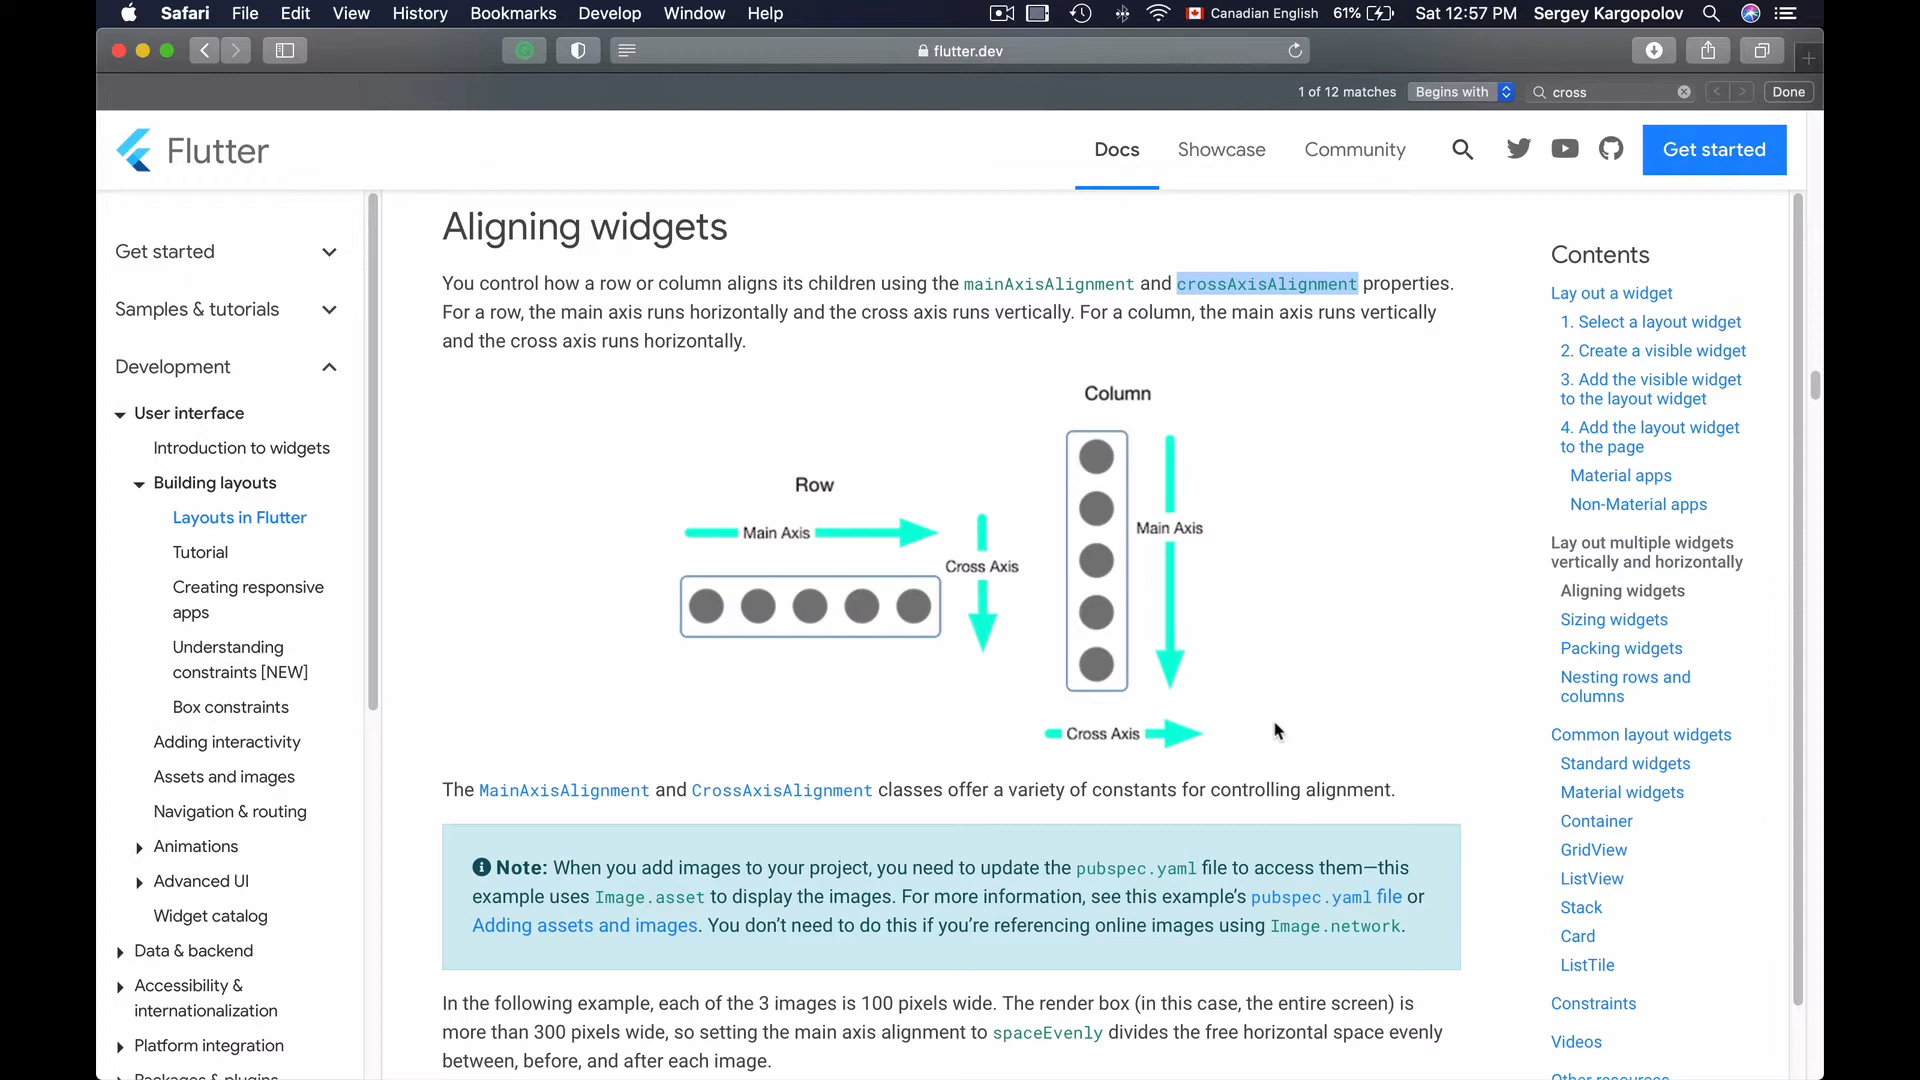 Safari File Edit View History Bookmarks Develop Window Help Canadian English 61% Sat 12:57 PM Sergey Kargopolov
flutter.dev
1 of 12 matches Begins with cross Done
Flutter Docs Showcase Community Get started
Get started
Samples & tutorials
Development
User interface
Introduction to widgets
Building layouts
Layouts in Flutter
Tutorial
Creating responsive
apps
Understanding
constraints [NEW]
Box constraints
Adding interactivity
Assets and images
Navigation & routing
Animations
Advanced UI
Widget catalog
Data & backend
Accessibility &
internationalization
Platform integration
Packages & plugins
Aligning widgets
You control how a row or column aligns its children using the mainAxisAlignment and crossAxisAlignment properties.
For a row, the main axis runs horizontally and the cross axis runs vertically. For a column, the main axis runs vertically
and the cross axis runs horizontally.
Column
Row
Main Axis
Cross Axis
Main Axis
Cross Axis
The MainAxisAlignment and CrossAxisAlignment classes offer a variety of constants for controlling alignment.
Note: When you add images to your project, you need to update the pubspec.yaml file to access them—this
example uses Image.asset to display the images. For more information, see this example’s pubspec.yaml file or
Adding assets and images. You don’t need to do this if you’re referencing online images using Image.network.
In the following example, each of the 3 images is 100 pixels wide. The render box (in this case, the entire screen) is
more than 300 pixels wide, so setting the main axis alignment to spaceEvenly divides the free horizontal space evenly
between, before, and after each image.
Contents
Lay out a widget
1. Select a layout widget
2. Create a visible widget
3. Add the visible widget
to the layout widget
4. Add the layout widget
to the page
Material apps
Non-Material apps
Lay out multiple widgets
vertically and horizontally
Aligning widgets
Sizing widgets
Packing widgets
Nesting rows and
columns
Common layout widgets
Standard widgets
Material widgets
Container
GridView
ListView
Stack
Card
ListTile
Constraints
Videos
Other resources